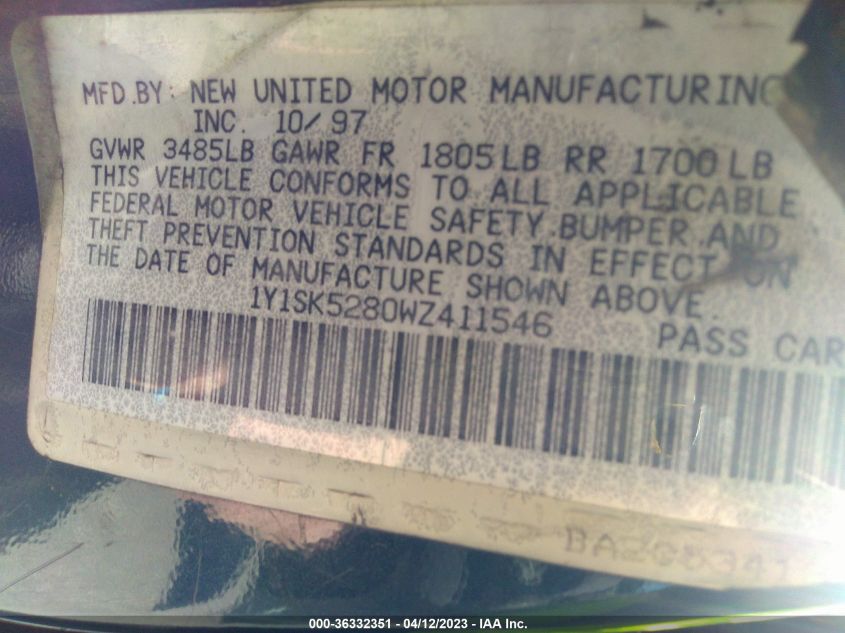 MFD.BY: NEW UNITED MOTOR MANUFACTURING
INC. 10/97
GVWR 3485LB GAWR FR 1805LB RR 1700LB
THIS VEHICLE CONFORMS TO ALL APPLICABLE
FEDERAL MOTOR VEHICLE SAFETY.BUMPER.AND
THEFT PREVENTION STANDARDS IN EFFECT ON
THE DATE OF MANUFACTURE SHOWN ABOVE.
1Y1SK5280WZ411546 PASS CAR
000-36332351 - 04/12/2023 - IAA Inc.